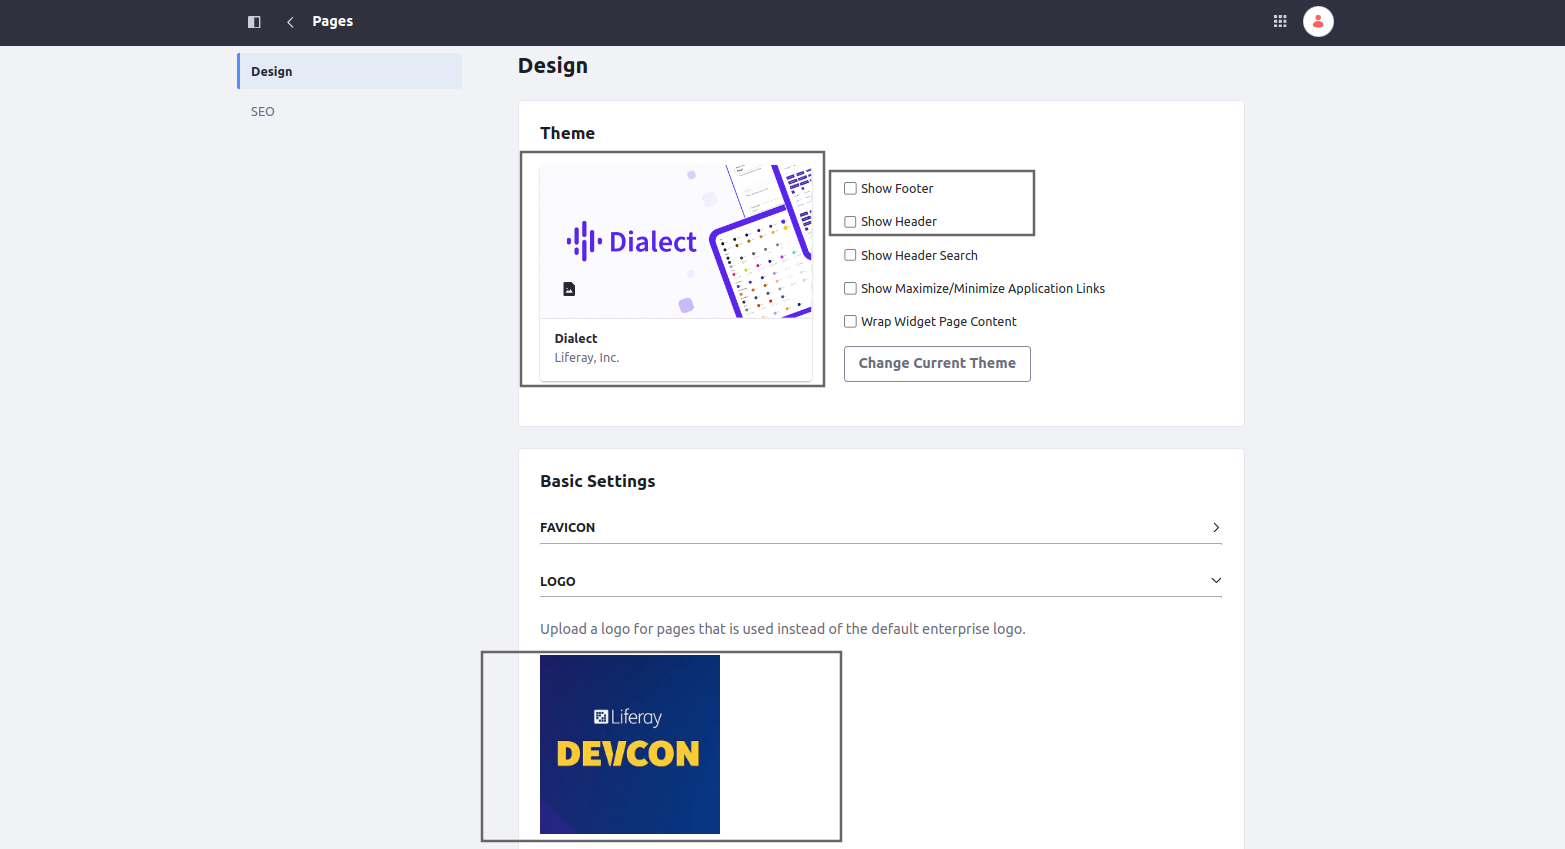 Pages
Design
SEO
Design
Theme
Dialect
Dialect
Liferay, Inc.
Show Footer
Show Header
Show Header Search
Show Maximize/Minimize Application Links
Wrap Widget Page Content
Change Current Theme
Basic Settings
FAVICON
LOGO
Upload a logo for pages that is used instead of the default enterprise logo.
Liferay
DEVCON